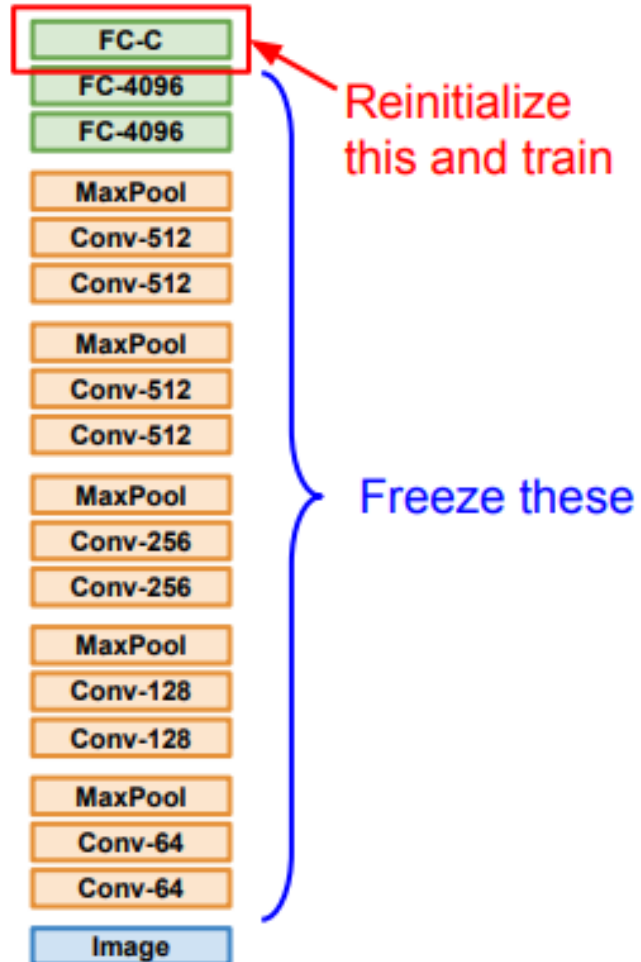 FC-C
FC-4096
FC-4096
MaxPool
Conv-512
Conv-512
MaxPool
Conv-512
Conv-512
MaxPool
Conv-256
Conv-256
MaxPool
Conv-128
Conv-128
MaxPool
Conv-64
Conv-64
Image
Reinitialize
this and train
Freeze these